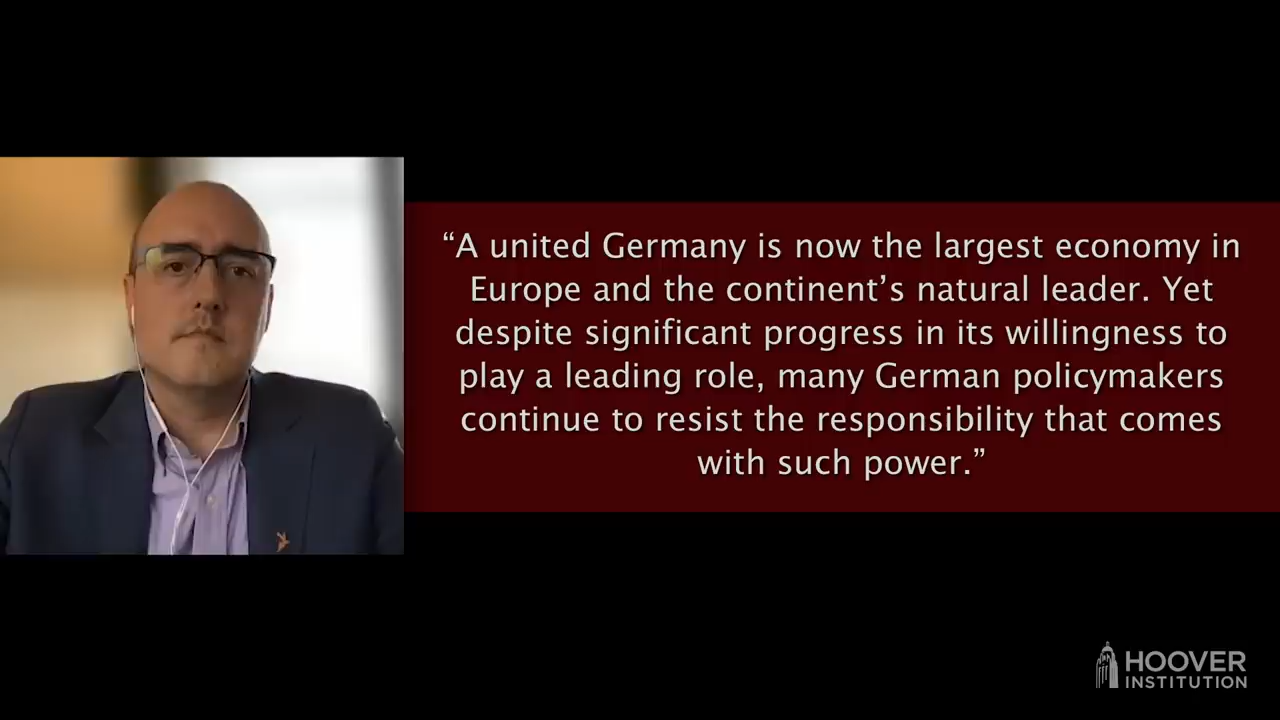 “A united Germany is now the largest economy in
Europe and the continent’s natural leader. Yet
despite significant progress in its willingness to
play a leading role, many German policymakers
continue to resist the responsibility that comes
with such power.”
HOOVER
INSTITUTION